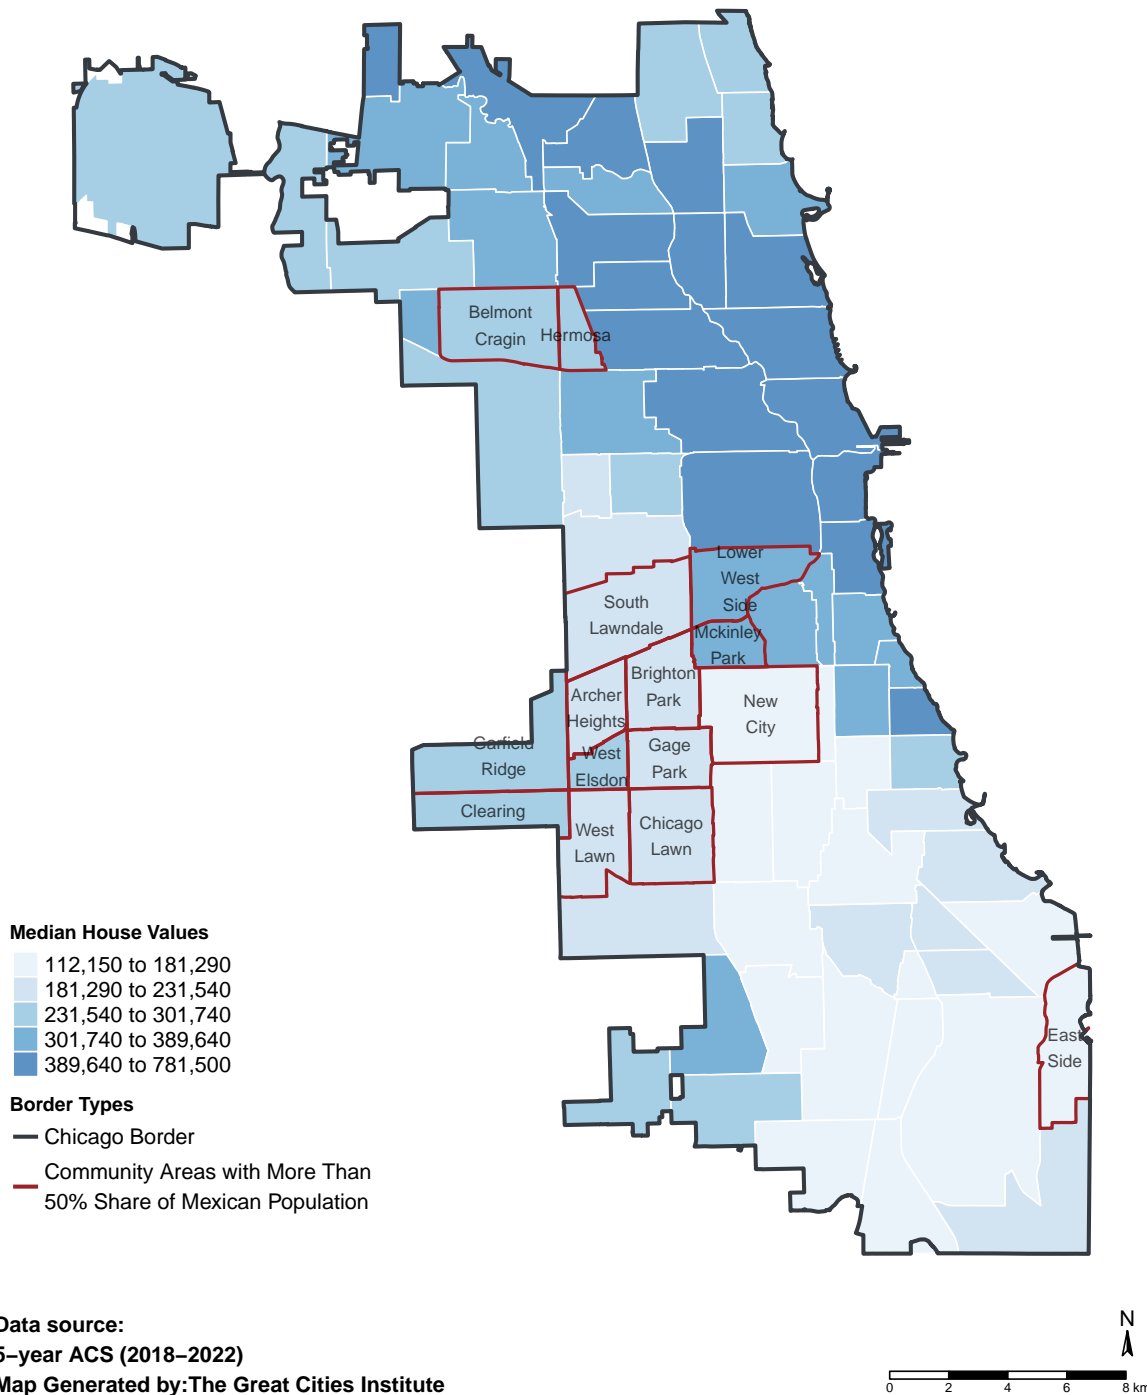 Belmont
Cragin
Hermosa
Lower
West
Side
South
Lawndale
Mckinley
Park
Brighton
Park
Archer
Heights
New
City
Garfield
Ridge
West
Elsdon
Gage
Park
Clearing
West
Lawn
Chicago
Lawn
East
Side
Median House Values
112,150 to 181,290
181,290 to 231,540
231,540 to 301,740
301,740 to 389,640
389,640 to 781,500
Border Types
Chicago Border
Community Areas with More Than
50% Share of Mexican Population
Data source:
5−year ACS (2018−2022)
Map Generated by:The Great Cities Institute
N
0 2 4 6 8 km